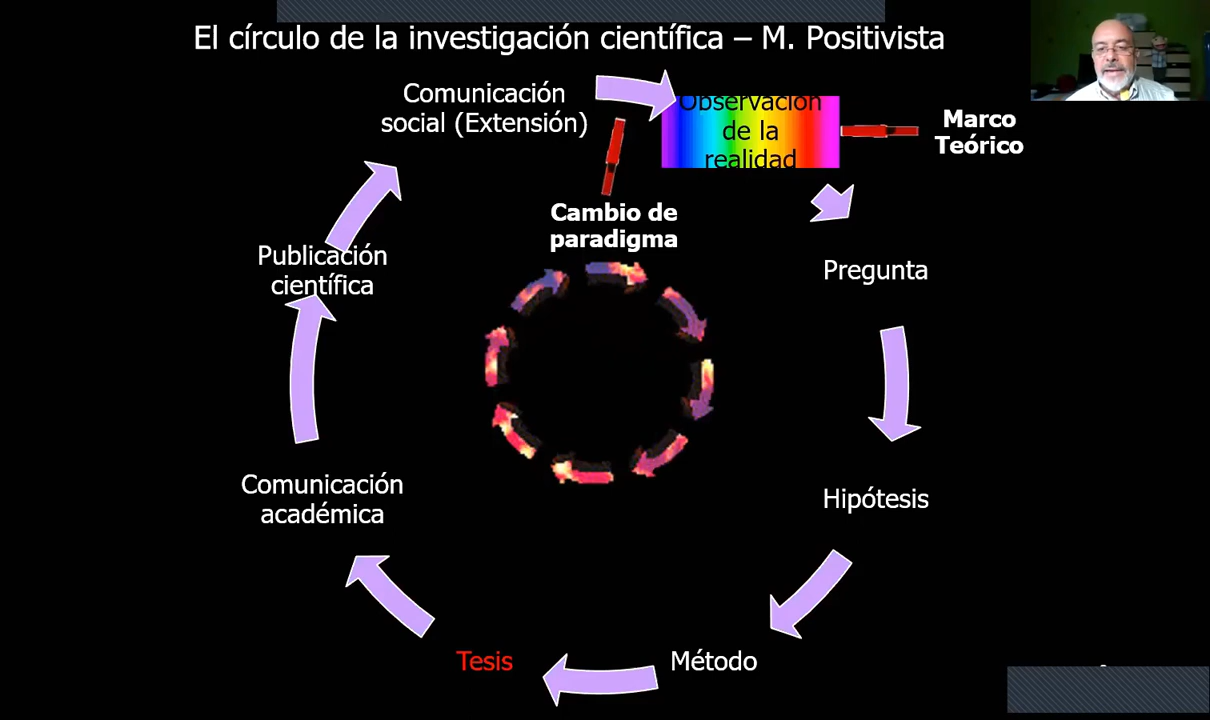 El círculo de la investigación científica – M. Positivista
Comunicación
social (Extensión)
Observación
de la
realidad
Marco
Teórico
Cambio de
paradigma
Publicación
científica
Pregunta
Comunicación
académica
Hipótesis
Tesis
Método